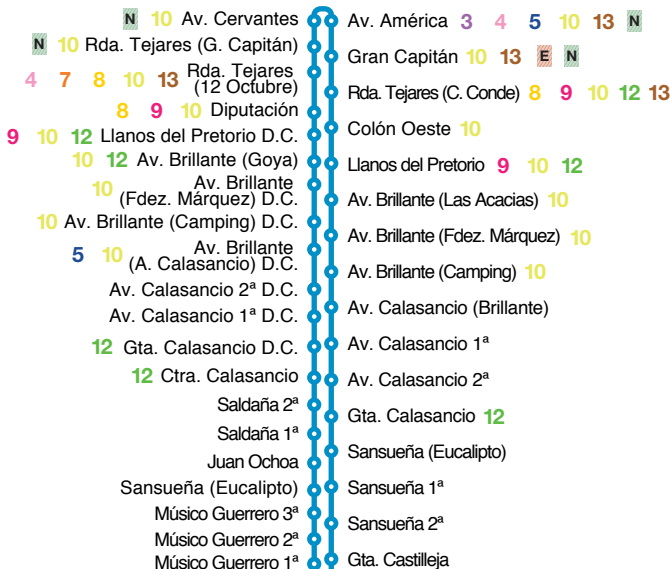 N 10 Av. Cervantes
N 10 Rda. Tejares (G. Capitán)
4 7 8 10 13 Rda. Tejares
(12 Octubre)
8 9 10 Diputación
9 10 12 Llanos del Pretorio D.C.
10 12 Av. Brillante (Goya)
10 Av. Brillante
(Fdez. Márquez) D.C.
10 Av. Brillante (Camping) D.C.
5 10 Av. Brillante
(A. Calasancio) D.C.
Av. Calasancio 2ª D.C.
Av. Calasancio 1ª D.C.
12 Gta. Calasancio D.C.
12 Ctra. Calasancio
Saldaña 2ª
Saldaña 1ª
Juan Ochoa
Sansueña (Eucalipto)
Músico Guerrero 3ª
Músico Guerrero 2ª
Músico Guerrero 1ª
Av. América 3 4 5 10 13 N
Gran Capitán 10 13 E N
Rda. Tejares (C. Conde) 8 9 10 12 13
Colón Oeste 10
Llanos del Pretorio 9 10 12
Av. Brillante (Las Acacias) 10
Av. Brillante (Fdez. Márquez) 10
Av. Brillante (Camping) 10
Av. Calasancio (Brillante)
Av. Calasancio 1ª
Av. Calasancio 2ª
Gta. Calasancio 12
Sansueña (Eucalipto)
Sansueña 1ª
Sansueña 2ª
Gta. Castilleja